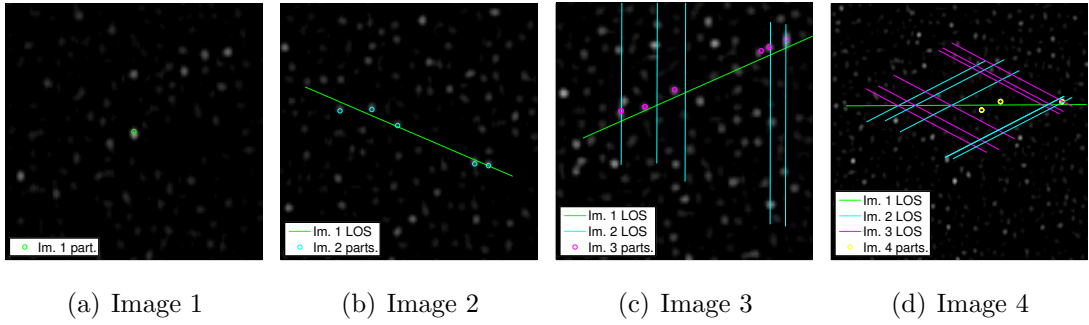 Im. 1 part.
Im. 1 LOS
Im. 2 parts.
Im. 1 LOS
Im. 2 LOS
Im. 3 parts.
Im. 1 LOS
Im. 2 LOS
Im. 3 LOS
Im. 4 parts.
(a) Image 1
(b) Image 2
(c) Image 3
(d) Image 4